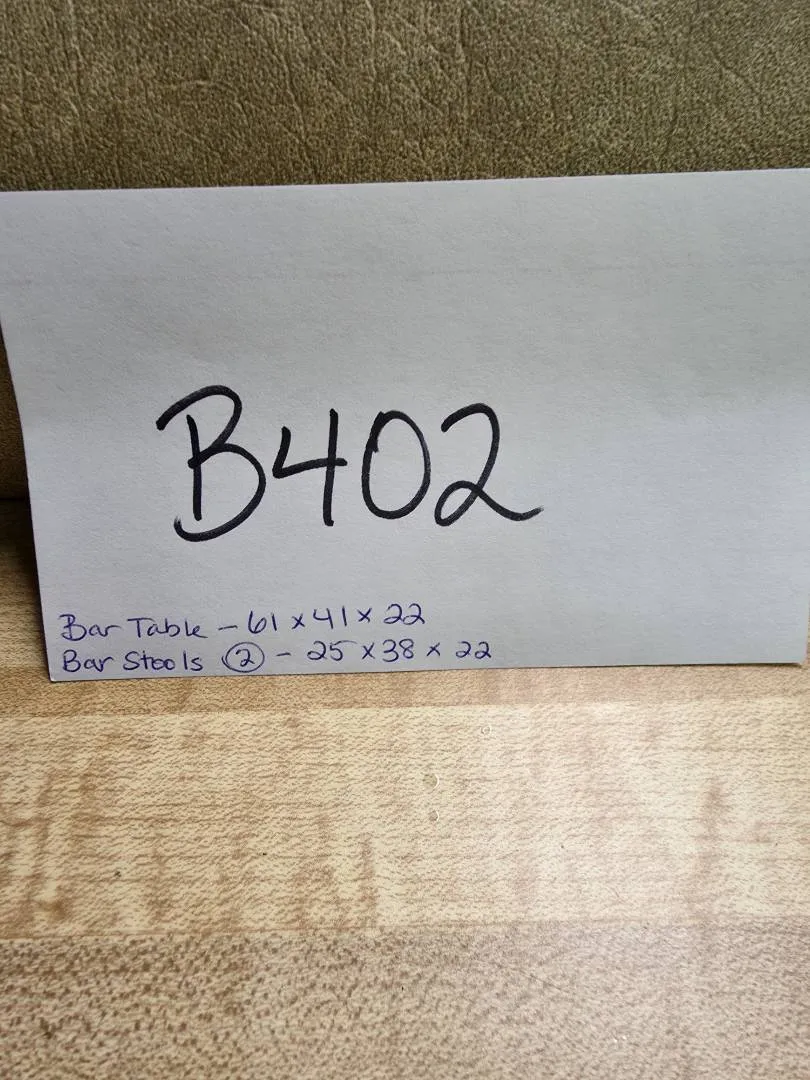 B402
Bar Table - 61 x 41 x 22
Bar Stools ② - 25 x 38 x 22